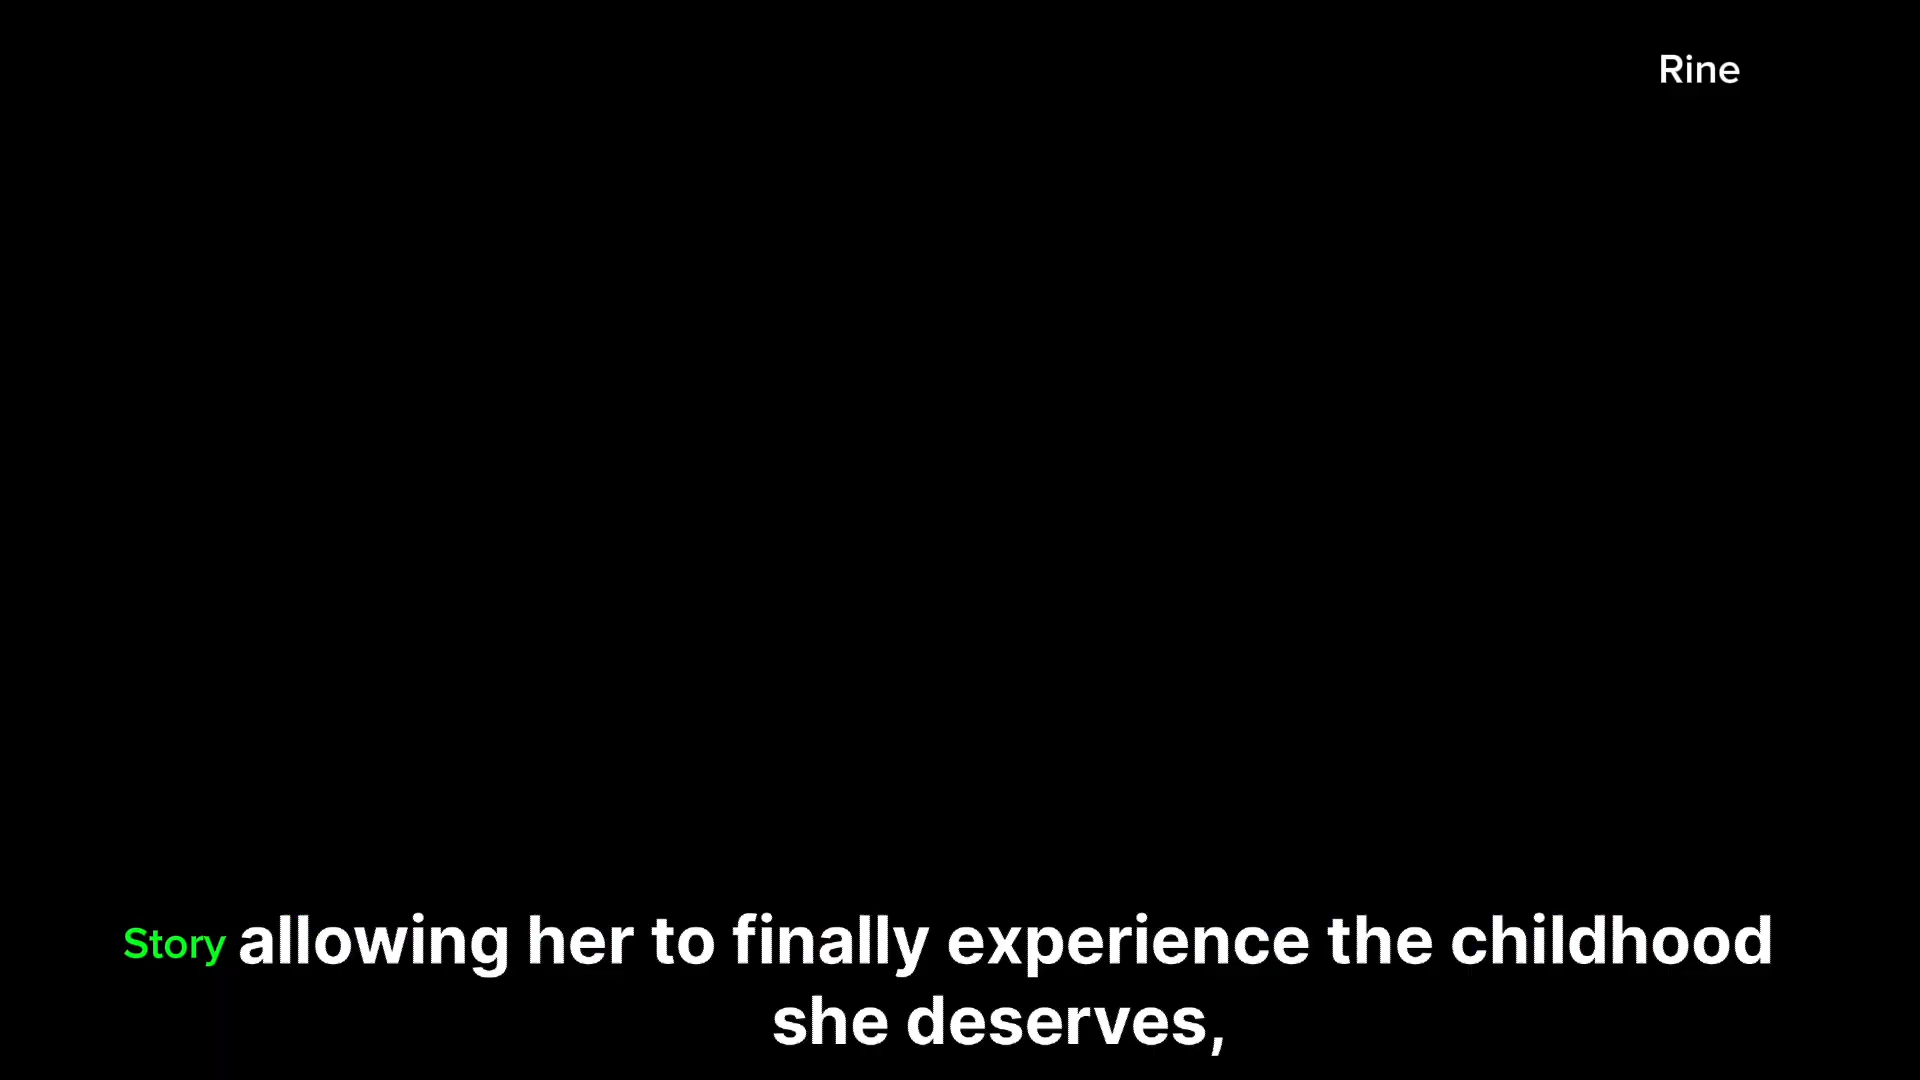 Rine
Story allowing her to finally experience the childhood
she deserves,